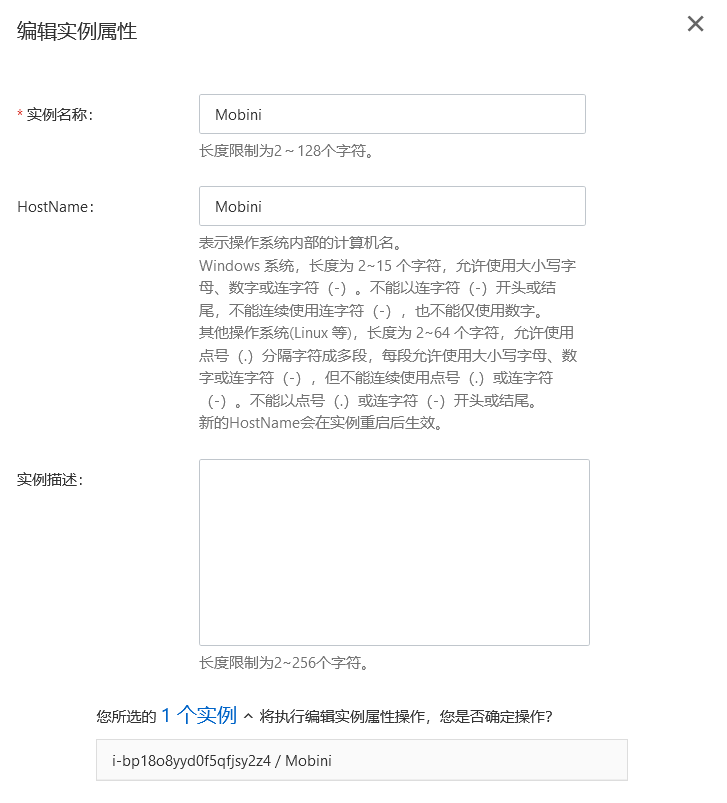 编辑实例属性
* 实例名称：
Mobini
长度限制为2～128个字符。
HostName：
Mobini
表示操作系统内部的计算机名。
Windows 系统，长度为 2~15 个字符，允许使用大小写字
母、数字或连字符（-）。不能以连字符（-）开头或结
尾，不能连续使用连字符（-），也不能仅使用数字。
其他操作系统(Linux 等)，长度为 2~64 个字符，允许使用
点号（.）分隔字符成多段，每段允许使用大小写字母、数
字或连字符（-），但不能连续使用点号（.）或连字符
（-）。不能以点号（.）或连字符（-）开头或结尾。
新的HostName会在实例重启后生效。
实例描述：
长度限制为2~256个字符。
您所选的 1 个实例 将执行编辑实例属性操作，您是否确定操作？
i-bp18o8yyd0f5qfjsy2z4 / Mobini